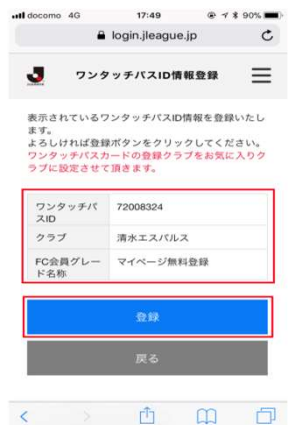 docomo 4G 17:49 90%
login.jleague.jp
ワンタッチパスID情報登録
表示されているワンタッチパスID情報を登録いたし
ます。
よろしければ登録ボタンをクリックしてください。
ワンタッチパスカードの登録クラブをお気に入りク
ラブに設定させて頂きます。
ワンタッチパ 72008324
スID
クラブ 清水エスパルス
FC会員グレー マイページ無料登録
ド名称
登録
戻る